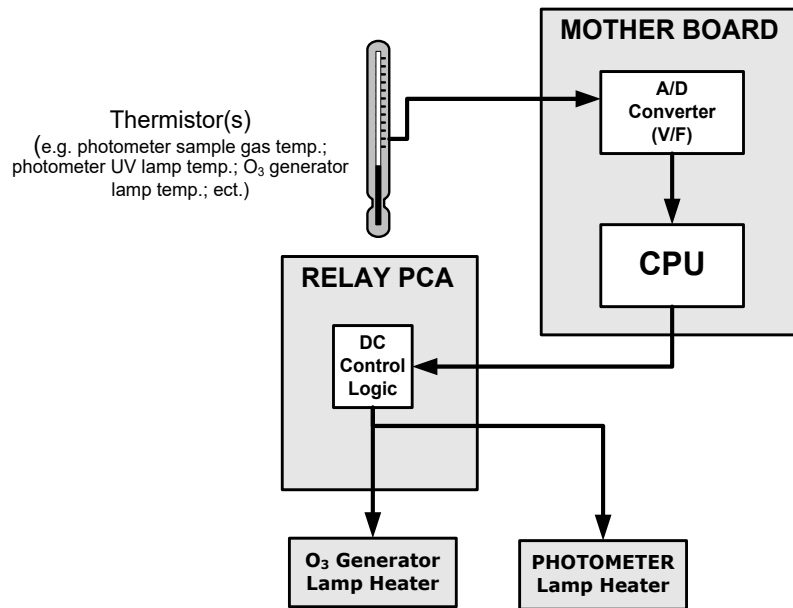 MOTHER BOARD
A/D
Converter
(V/F)
Thermistor(s)
(e.g. photometer sample gas temp.;
photometer UV lamp temp.; O₃ generator
lamp temp.; ect.)
CPU
RELAY PCA
DC
Control
Logic
O₃ Generator
Lamp Heater
PHOTOMETER
Lamp Heater